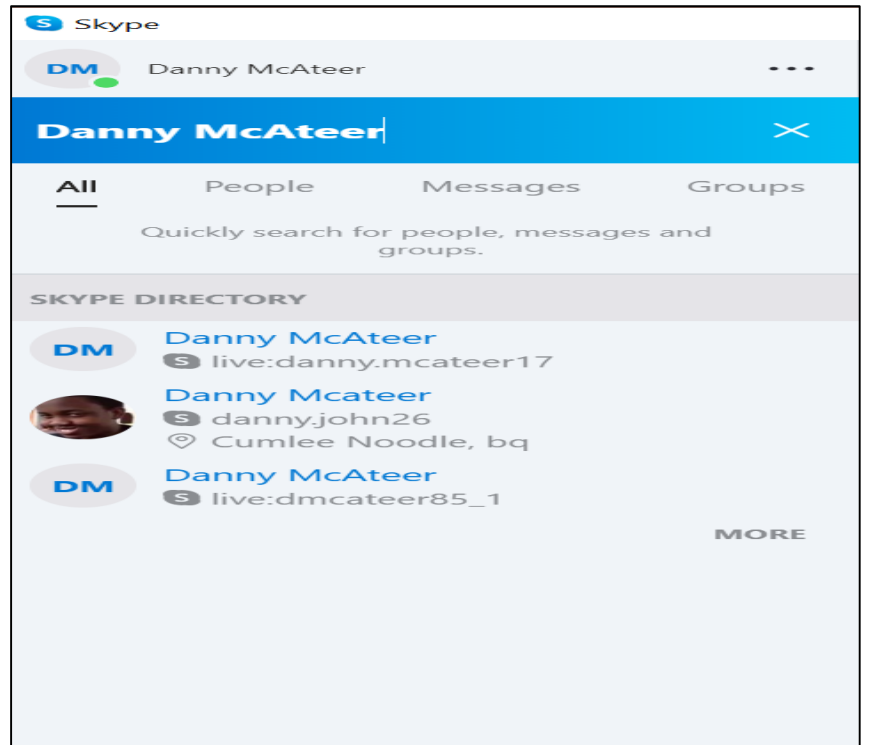 Skype
DM Danny McAteer
Danny McAteer
All People Messages Groups
Quickly search for people, messages and
groups.
SKYPE DIRECTORY
DM Danny McAteer
S live:danny.mcateer17
Danny Mcateer
S danny.john26
Cumlee Noodle, bq
DM Danny McAteer
S live:dmcateer85_1
MORE